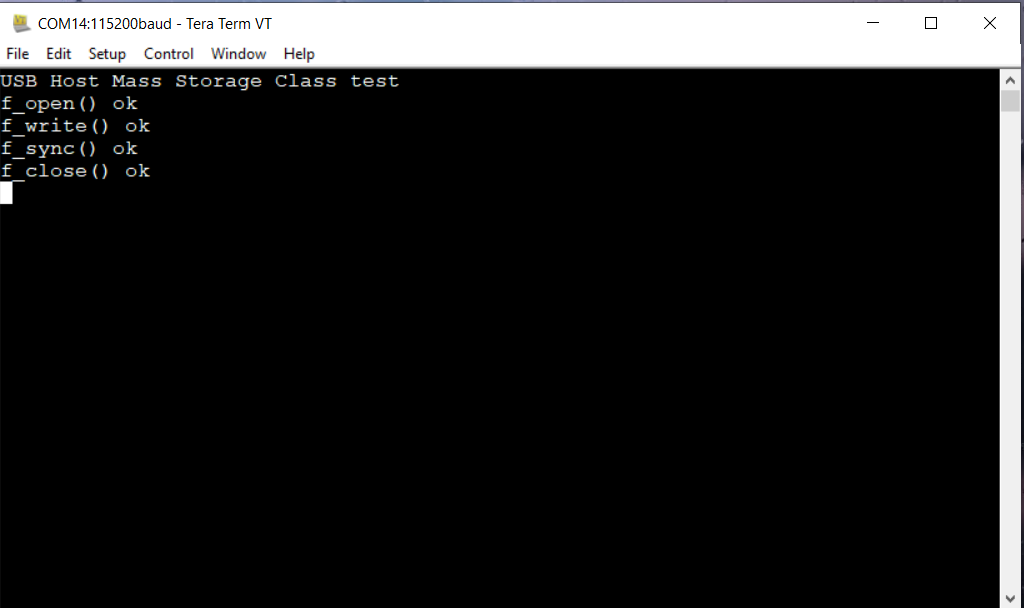 COM14:115200baud - Tera Term VT
File Edit Setup Control Window Help
USB Host Mass Storage Class test
f_open() ok
f_write() ok
f_sync() ok
f_close() ok